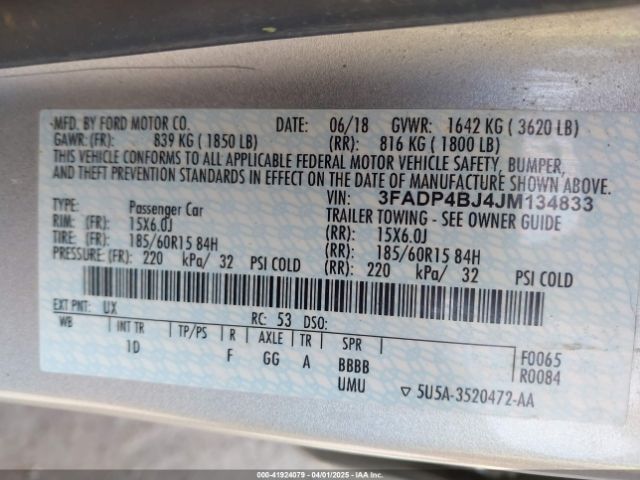 MFD. BY FORD MOTOR CO. DATE: 06/18 GVWR: 1642 KG ( 3620 LB)
GAWR: (FR): 839 KG ( 1850 LB) (RR): 816 KG ( 1800 LB)
THIS VEHICLE CONFORMS TO ALL APPLICABLE FEDERAL MOTOR VEHICLE SAFETY, BUMPER,
AND THEFT PREVENTION STANDARDS IN EFFECT ON THE DATE OF MANUFACTURE SHOWN ABOVE.
VIN: 3FADP4BJ4JM134833
TYPE: Passenger Car TRAILER TOWING - SEE OWNER GUIDE
RIM: (FR): 15X6.0J (RR): 15X6.0J
TIRE: (FR): 185/60R15 84H (RR): 185/60R15 84H
PRESSURE: (FR): 220 kPa/ 32 PSI COLD (RR): 220 kPa/ 32 PSI COLD
EXT PNT: UX RC: 53 DSO:
WB INT TR TP/PS R AXLE TR SPR
1D F GG A BBBB F0065
UMU R0084
▽ 5U5A-3520472-AA
00-41924079 - 04/01/2025 - IAAI.COM